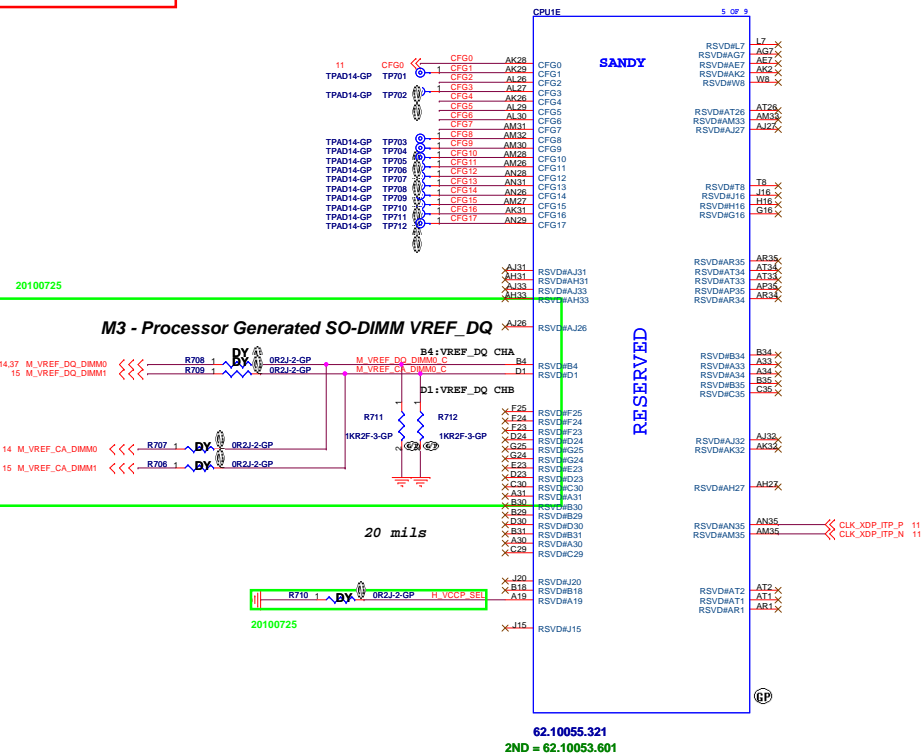 CPU1E 5 OF 9
SANDY
RESERVED
11 CFG0 CFG0 AK28 CFG0
TPAD14-GP TP701 1 CFG1 AK29 CFG1
CFG2 AL26 CFG2
TPAD14-GP TP702 1 CFG3 AL27 CFG3
CFG4 AK26 CFG4
CFG5 AL29 CFG5
CFG6 AL30 CFG6
CFG7 AM31 CFG7
TPAD14-GP TP703 1 CFG8 AM32 CFG8
TPAD14-GP TP704 1 CFG9 AM30 CFG9
TPAD14-GP TP705 1 CFG10 AM28 CFG10
TPAD14-GP TP706 1 CFG11 AM26 CFG11
TPAD14-GP TP707 1 CFG12 AN28 CFG12
TPAD14-GP TP708 1 CFG13 AN31 CFG13
TPAD14-GP TP709 1 CFG14 AN26 CFG14
TPAD14-GP TP710 1 CFG15 AM27 CFG15
TPAD14-GP TP711 1 CFG16 AK31 CFG16
TPAD14-GP TP712 1 CFG17 AN29 CFG17
AJ31 RSVD#AJ31
AH31 RSVD#AH31
AJ33 RSVD#AJ33
AH33 RSVD#AH33
20100725
M3 - Processor Generated SO-DIMM VREF_DQ
AJ26 RSVD#AJ26
B4:VREF_DQ CHA
14,37 M_VREF_DQ_DIMM0 R708 1 DY 0R2J-2-GP M_VREF_DQ_DIMM0_C B4 RSVD#B4
15 M_VREF_DQ_DIMM1 R709 1 DY 0R2J-2-GP M_VREF_CA_DIMM0_C D1 RSVD#D1
D1:VREF_DQ CHB
R711 1KR2F-3-GP
R712 1KR2F-3-GP
14 M_VREF_CA_DIMM0 R707 1 DY 0R2J-2-GP
15 M_VREF_CA_DIMM1 R706 1 DY 0R2J-2-GP
F25 RSVD#F25
F24 RSVD#F24
F23 RSVD#F23
D24 RSVD#D24
G25 RSVD#G25
G24 RSVD#G24
E23 RSVD#E23
D23 RSVD#D23
C30 RSVD#C30
A31 RSVD#A31
B30 RSVD#B30
B29 RSVD#B29
D30 RSVD#D30
B31 RSVD#B31
A30 RSVD#A30
C29 RSVD#C29
20 mils
J20 RSVD#J20
B18 RSVD#B18
R710 1 DY 0R2J-2-GP H_VCCP_SEL A19 RSVD#A19
20100725
J15 RSVD#J15
RSVD#L7 L7
RSVD#AG7 AG7
RSVD#AE7 AE7
RSVD#AK2 AK2
RSVD#W8 W8
RSVD#AT26 AT26
RSVD#AM33 AM33
RSVD#AJ27 AJ27
RSVD#T8 T8
RSVD#J16 J16
RSVD#H16 H16
RSVD#G16 G16
RSVD#AR35 AR35
RSVD#AT34 AT34
RSVD#AT33 AT33
RSVD#AP35 AP35
RSVD#AR34 AR34
RSVD#B34 B34
RSVD#A33 A33
RSVD#A34 A34
RSVD#B35 B35
RSVD#C35 C35
RSVD#AJ32 AJ32
RSVD#AK32 AK32
RSVD#AH27 AH27
RSVD#AN35 AN35 CLK_XDP_ITP_P 11
RSVD#AM35 AM35 CLK_XDP_ITP_N 11
RSVD#AT2 AT2
RSVD#AT1 AT1
RSVD#AR1 AR1
GP
62.10055.321
2ND = 62.10053.601